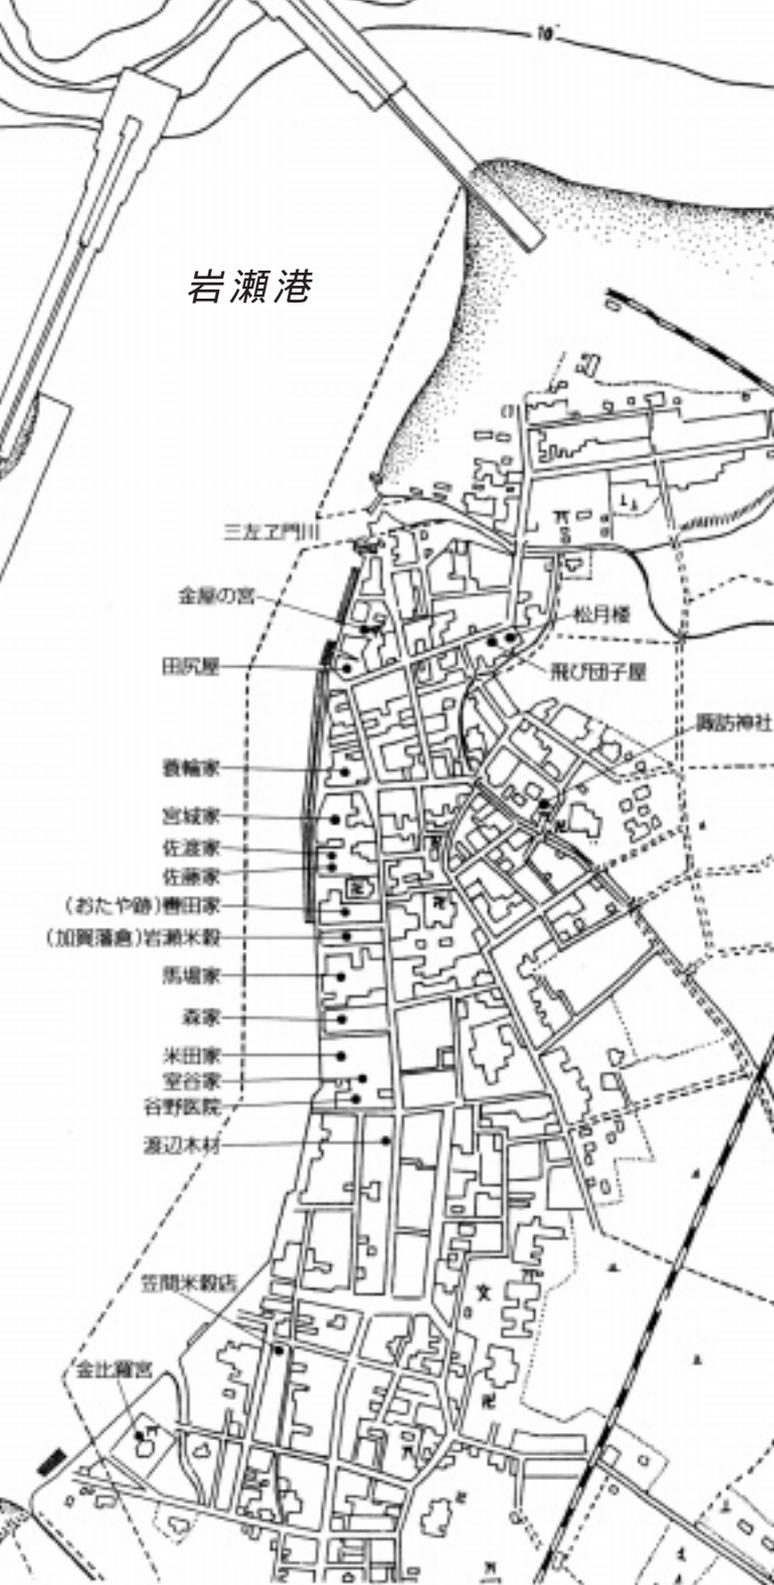 10
岩瀬港
三左ヱ門川
金屋の宮
松月楼
田尻屋
飛び団子屋
諏訪神社
蓑輪家
宮城家
佐渡家
佐藤家
(おたや跡)豊田家
(加賀藩倉)岩瀬米穀
馬場家
森家
米田家
室谷家
谷野医院
渡辺木材
笠間米穀店
文
金比羅宮